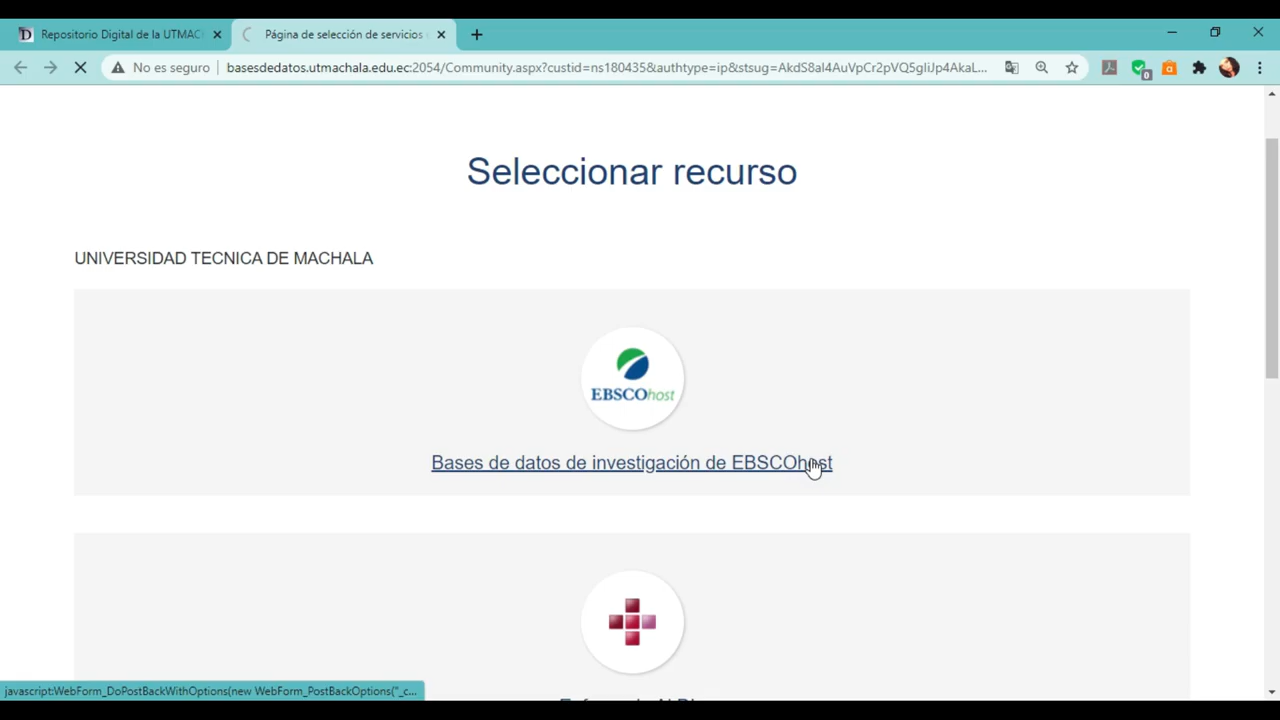 Repositorio Digital de la UTMAC
Página de selección de servicios
No es seguro
basesdedatos.utmachala.edu.ec:2054/Community.aspx?custid=ns180435&authtype=ip&stsug=AkdS8aI4AuVpCr2pVQ5gIiJp4AkaL...
Seleccionar recurso
UNIVERSIDAD TECNICA DE MACHALA
EBSCOhost
Bases de datos de investigación de EBSCOhost
javascript:WebForm_DoPostBackWithOptions(new WebForm_PostBackOptions("_c...